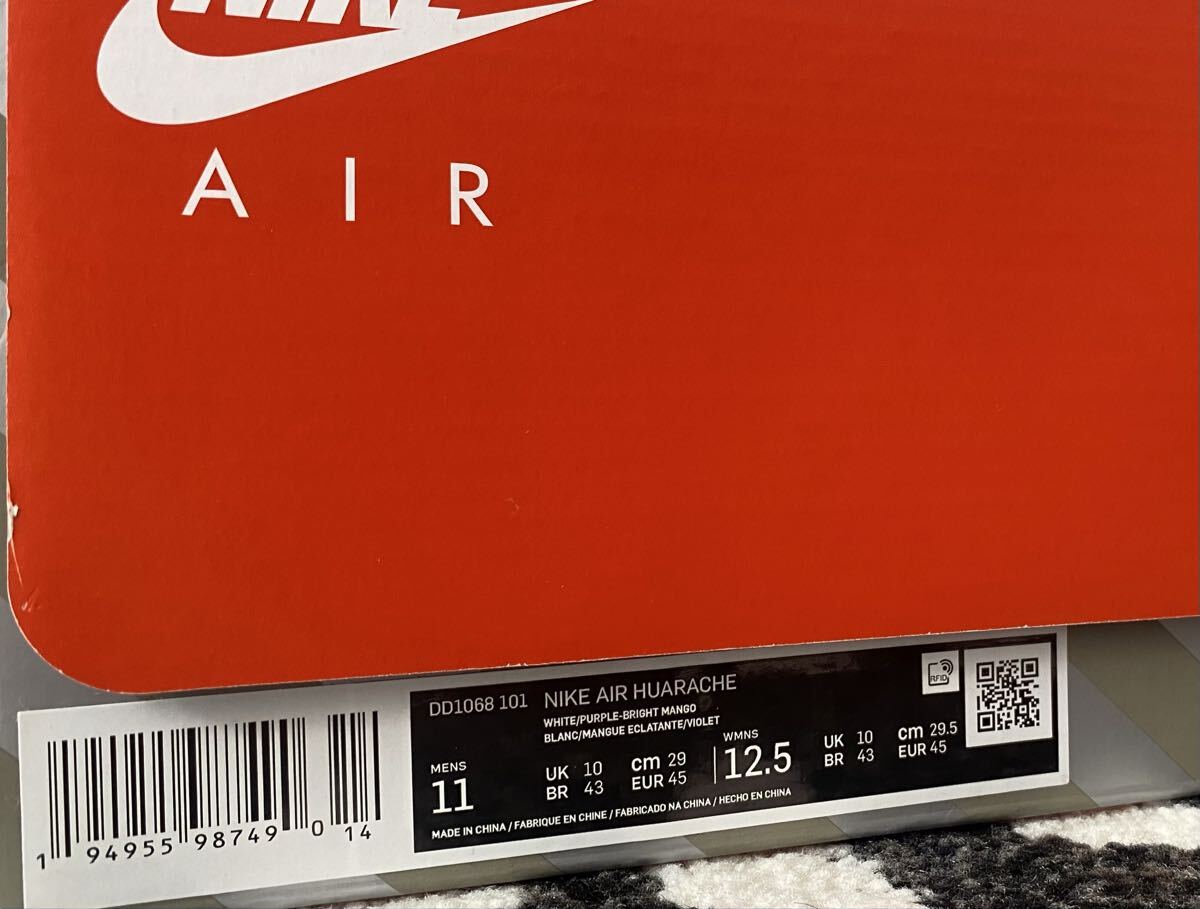 NIKE
AIR
DD1068 101 NIKE AIR HUARACHE
WHITE/PURPLE-BRIGHT MANGO
BLANC/MANGUE ECLATANTE/VIOLET
RFID
MENS
11
UK 10 cm 29
BR 43 EUR 45
WMNS
12.5
UK 10 cm 29.5
BR 43 EUR 45
MADE IN CHINA / FABRIQUE EN CHINE / FABRICADO NA CHINA / HECHO EN CHINA
1 94955 98749 0 14